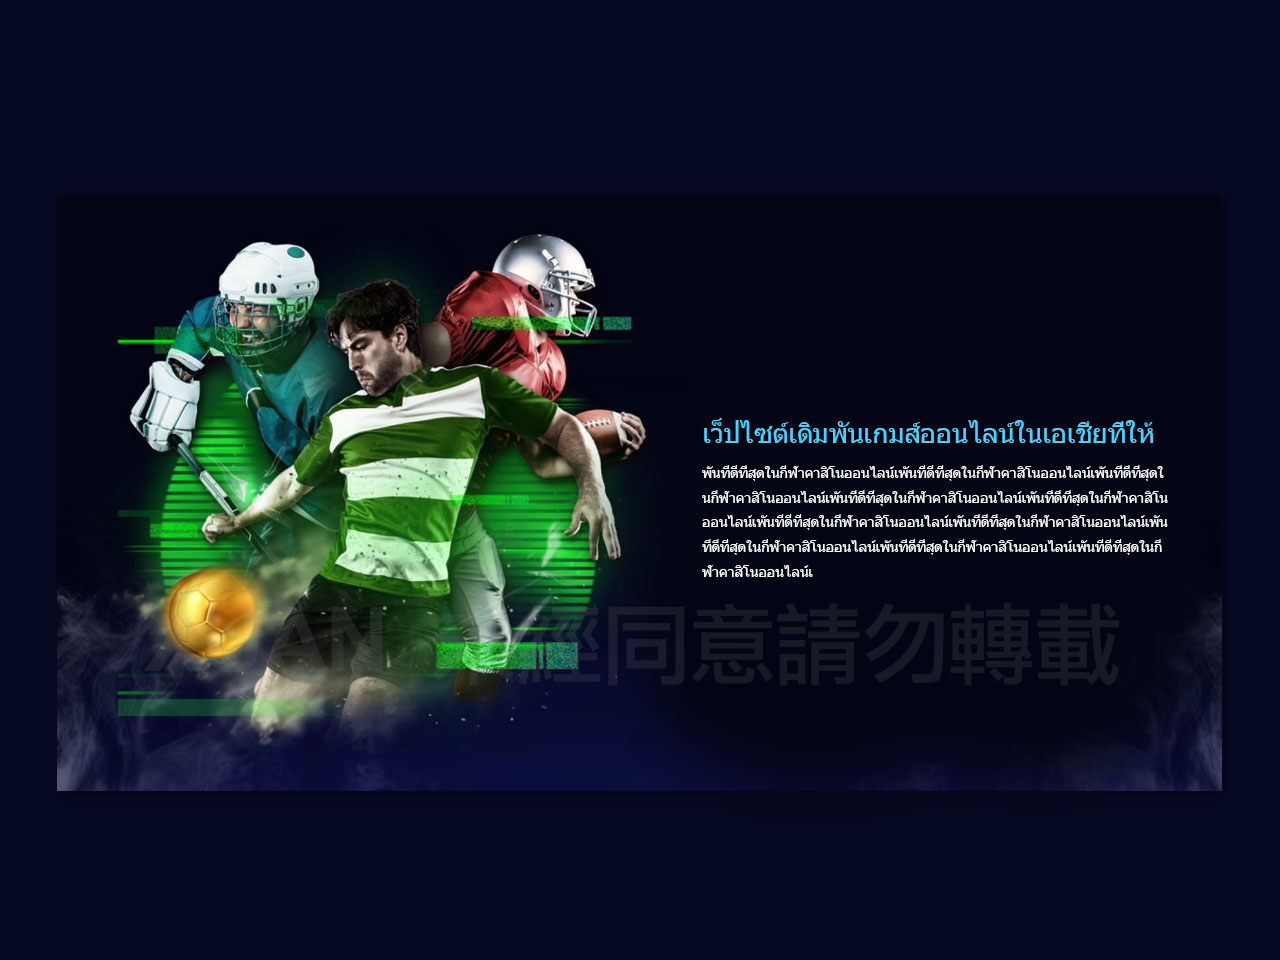 เว็ปไซต์เดิมพันเกมส์ออนไลน์ในเอเชียที่ให้
พันที่ดีที่สุดในกีฬาคาสิโนออนไลน์เพันที่ดีที่สุดในกีฬาคาสิโนออนไลน์เพันที่ดีที่สุดใ
นกีฬาคาสิโนออนไลน์เพันที่ดีที่สุดในกีฬาคาสิโนออนไลน์เพันที่ดีที่สุดในกีฬาคาสิโน
ออนไลน์เพันที่ดีที่สุดในกีฬาคาสิโนออนไลน์เพันที่ดีที่สุดในกีฬาคาสิโนออนไลน์เพัน
ที่ดีที่สุดในกีฬาคาสิโนออนไลน์เพันที่ดีที่สุดในกีฬาคาสิโนออนไลน์เพันที่ดีที่สุดในกี
ฬาคาสิโนออนไลน์เ
未經同意請勿轉載